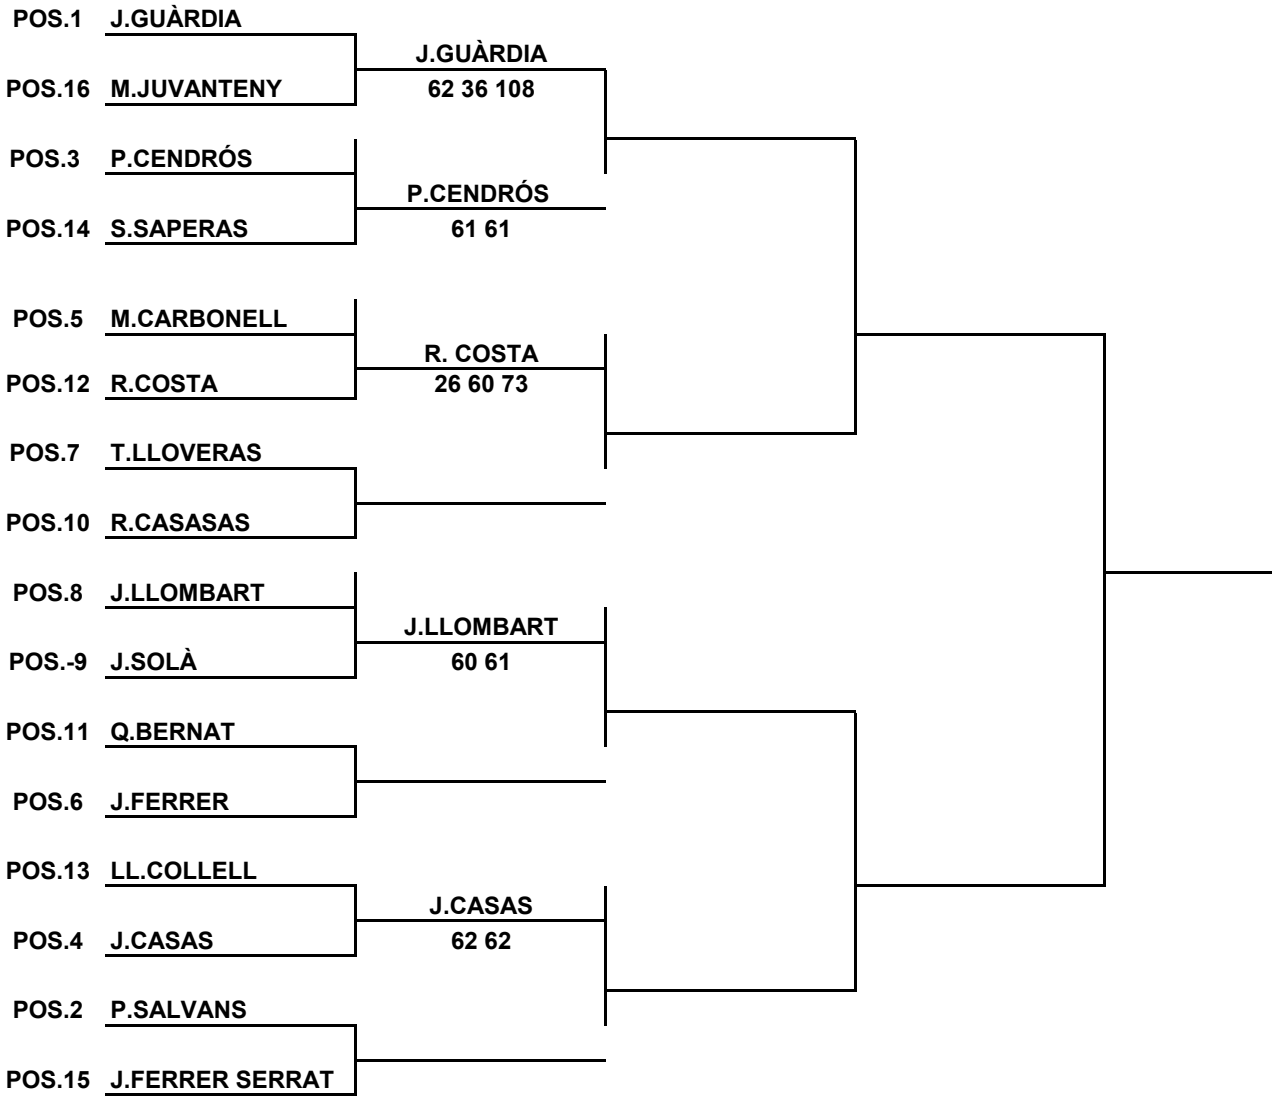 POS.1 J.GUÀRDIA
J.GUÀRDIA
POS.16 M.JUVANTENY 62 36 108
POS.3 P.CENDRÓS
P.CENDRÓS
POS.14 S.SAPERAS 61 61
POS.5 M.CARBONELL
R. COSTA
POS.12 R.COSTA 26 60 73
POS.7 T.LLOVERAS
POS.10 R.CASASAS
POS.8 J.LLOMBART
J.LLOMBART
POS.-9 J.SOLÀ 60 61
POS.11 Q.BERNAT
POS.6 J.FERRER
POS.13 LL.COLLELL
J.CASAS
POS.4 J.CASAS 62 62
POS.2 P.SALVANS
POS.15 J.FERRER SERRAT